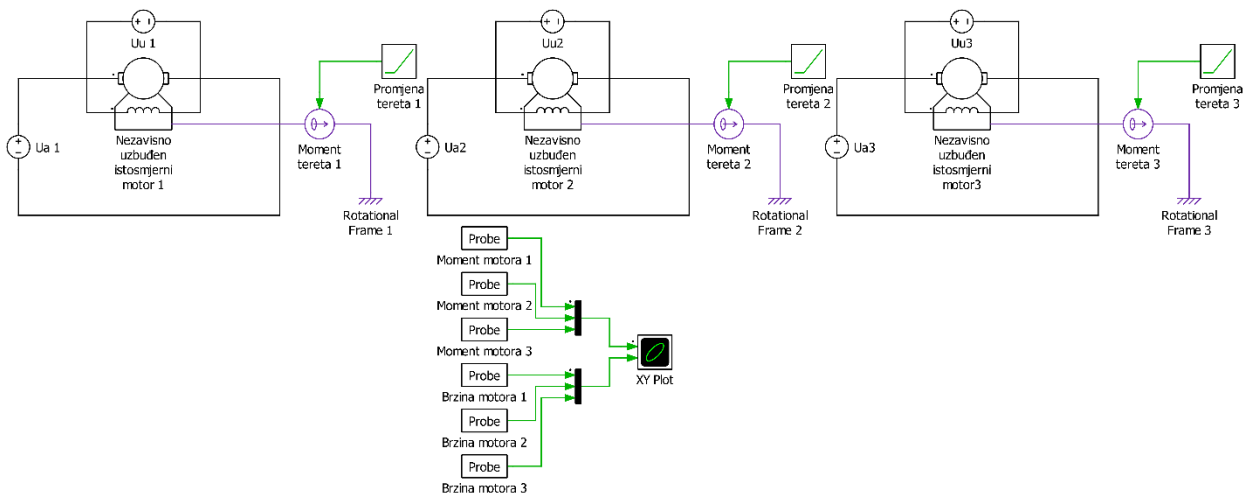 Uu 1
Promjena
tereta 1
Ua 1
Nezavisno
uzbuđen
istosmjerni
motor 1
Moment
tereta 1
Rotational
Frame 1
Uu2
Promjena
tereta 2
Ua2
Nezavisno
uzbuđen
istosmjerni
motor 2
Moment
tereta 2
Rotational
Frame 2
Uu3
Promjena
tereta 3
Ua3
Nezavisno
uzbuđen
istosmjerni
motor3
Moment
tereta 3
Rotational
Frame 3
Probe
Moment motora 1
Probe
Moment motora 2
Probe
Moment motora 3
Probe
Brzina motora 1
Probe
Brzina motora 2
Probe
Brzina motora 3
XY Plot